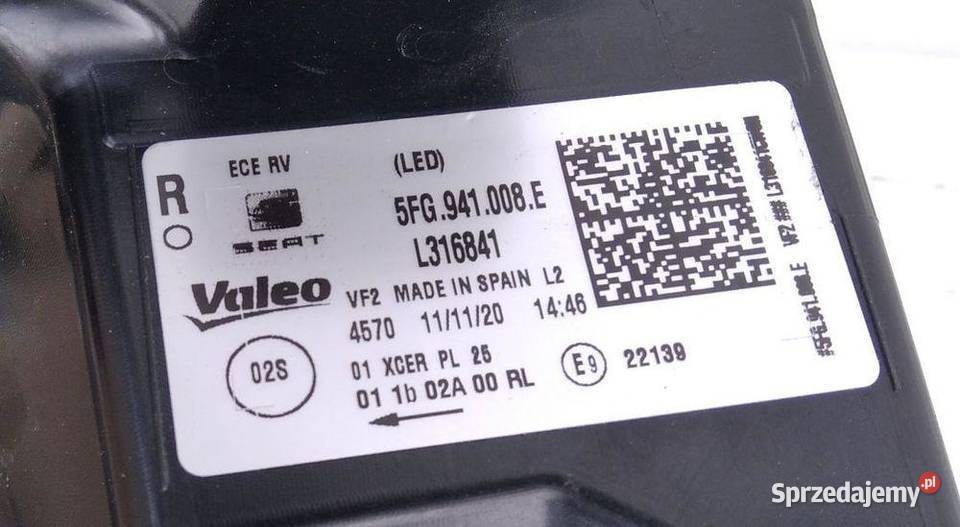 ECE RV (LED)
R
SEAT
5FG.941.008.E
L316841
Valeo
VF2 MADE IN SPAIN L2
4570 11/11/20 14:46
02S
01 XCER PL 25
01 1b 02A 00 RL
E9 22139
#5FG.941.008.E VF2 ###
Sprzedajemy.pl